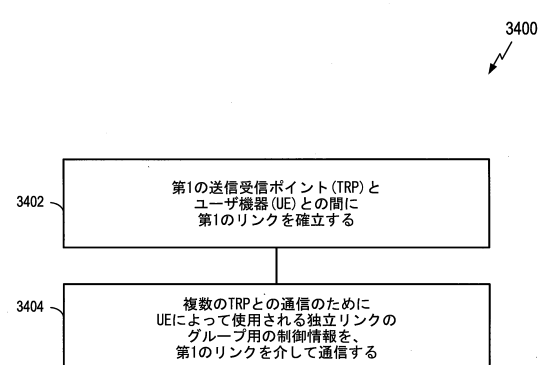 3400
3402
第1の送信受信ポイント(TRP)と
ユーザ機器(UE)との間に
第1のリンクを確立する
3404
複数のTRPとの通信のために
UEによって使用される独立リンクの
グループ用の制御情報を、
第1のリンクを介して通信する